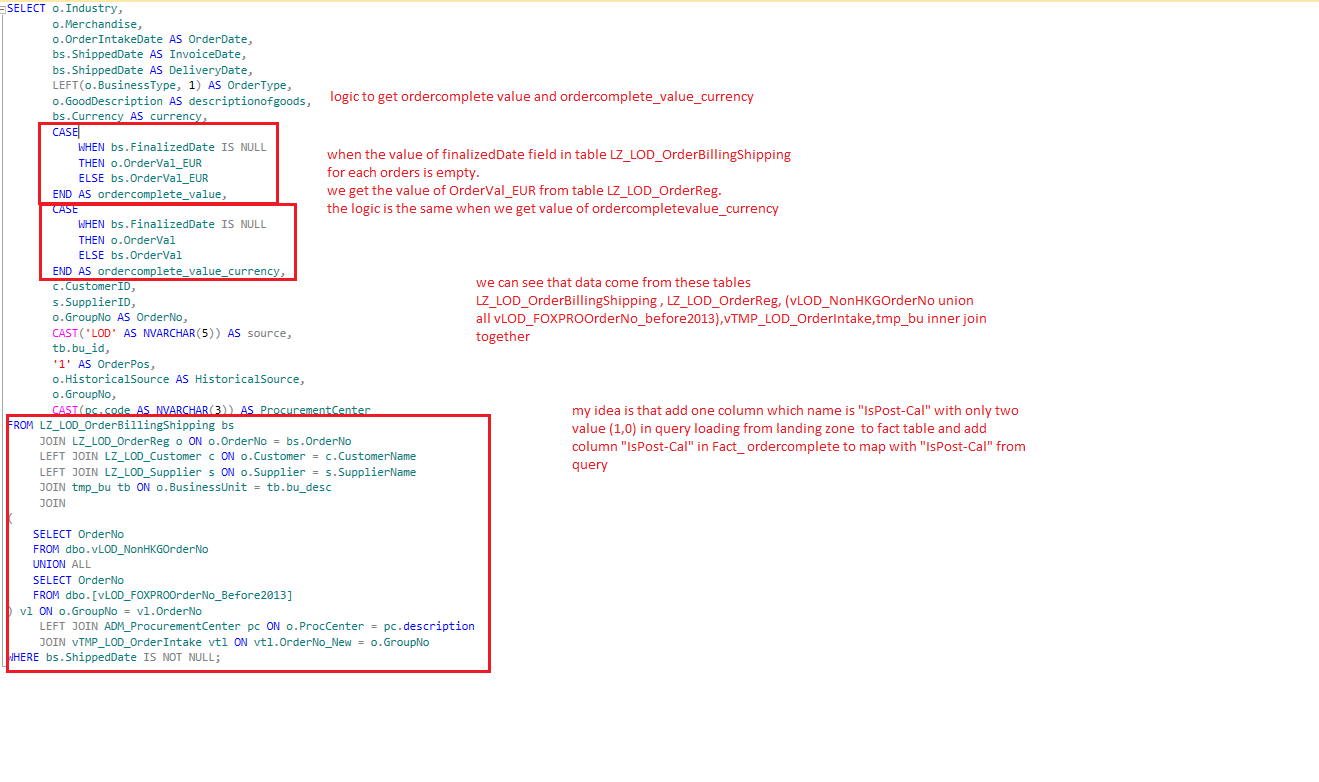 SELECT o.Industry,
o.Merchandise,
o.OrderIntakeDate AS OrderDate,
bs.ShippedDate AS InvoiceDate,
bs.ShippedDate AS DeliveryDate,
LEFT(o.BusinessType, 1) AS OrderType,
o.GoodDescription AS descriptionofgoods,
bs.Currency AS currency,
CASE
WHEN bs.FinalizedDate IS NULL
THEN o.OrderVal_EUR
ELSE bs.OrderVal_EUR
END AS ordercomplete_value,
CASE
WHEN bs.FinalizedDate IS NULL
THEN o.OrderVal
ELSE bs.OrderVal
END AS ordercomplete_value_currency,
c.CustomerID,
s.SupplierID,
o.GroupNo AS OrderNo,
CAST('LOD' AS NVARCHAR(5)) AS source,
tb.bu_id,
'1' AS OrderPos,
o.HistoricalSource AS HistoricalSource,
o.GroupNo,
CAST(pc.code AS NVARCHAR(3)) AS ProcurementCenter
FROM LZ_LOD_OrderBillingShipping bs
JOIN LZ_LOD_OrderReg o ON o.OrderNo = bs.OrderNo
LEFT JOIN LZ_LOD_Customer c ON o.Customer = c.CustomerName
LEFT JOIN LZ_LOD_Supplier s ON o.Supplier = s.SupplierName
JOIN tmp_bu tb ON o.BusinessUnit = tb.bu_desc
JOIN
(
SELECT OrderNo
FROM dbo.vLOD_NonHKGOrderNo
UNION ALL
SELECT OrderNo
FROM dbo.[vLOD_FOXPROOrderNo_Before2013]
) vl ON o.GroupNo = vl.OrderNo
LEFT JOIN ADM_ProcurementCenter pc ON o.ProcCenter = pc.description
JOIN vTMP_LOD_OrderIntake vtl ON vtl.OrderNo_New = o.GroupNo
WHERE bs.ShippedDate IS NOT NULL;
logic to get ordercomplete value and ordercomplete_value_currency
when the value of finalizedDate field in table LZ_LOD_OrderBillingShipping
for each orders is empty.
we get the value of OrderVal_EUR from table LZ_LOD_OrderReg.
the logic is the same when we get value of ordercompletevalue_currency
we can see that data come from these tables
LZ_LOD_OrderBillingShipping , LZ_LOD_OrderReg, (vLOD_NonHKGOrderNo union
all vLOD_FOXPROOrderNo_before2013),vTMP_LOD_OrderIntake,tmp_bu inner join
together
my idea is that add one column which name is "IsPost-Cal" with only two
value (1,0) in query loading from landing zone to fact table and add
column "IsPost-Cal" in Fact_ ordercomplete to map with "IsPost-Cal" from
query